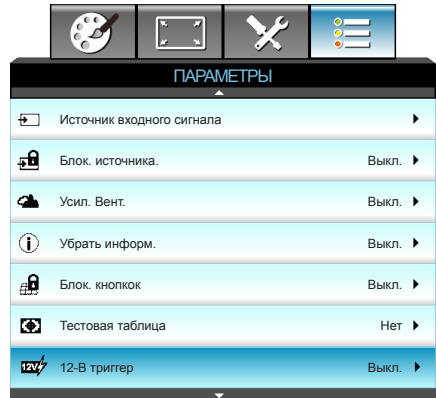 ПАРАМЕТРЫ
Источник входного сигнала
Блок. источника. Выкл.
Усил. Вент. Выкл.
Убрать информ. Выкл.
Блок. кнопкок Выкл.
Тестовая таблица Нет
12V 12-В триггер Выкл.